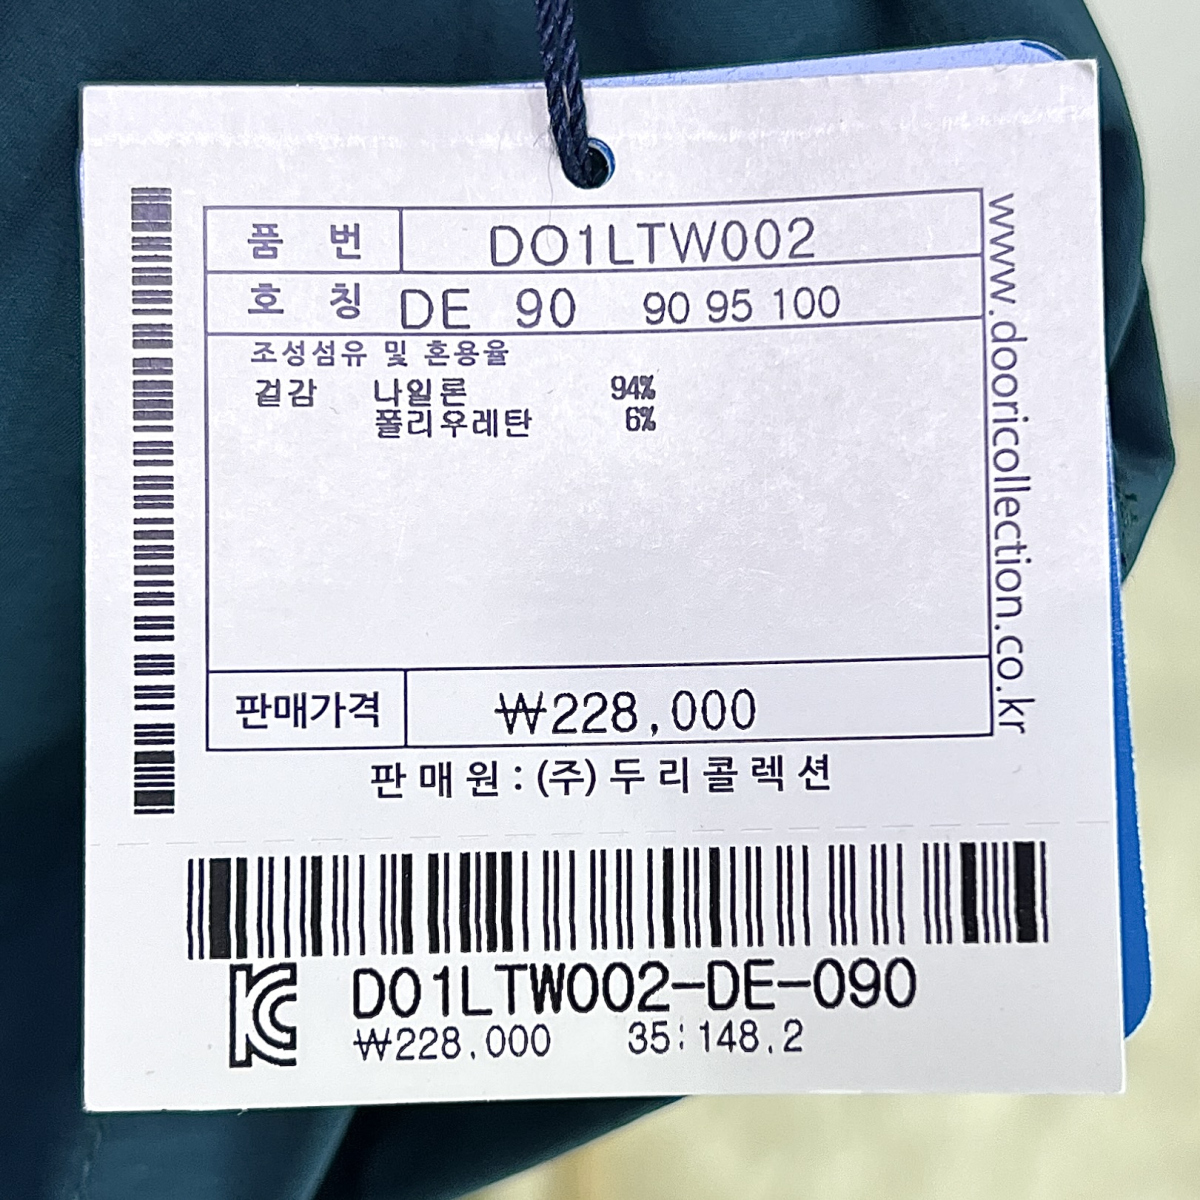 품 번 DO1LTW002
호 칭 DE 90 90 95 100
조성섬유 및 혼용율
겉감 나일론 94%
폴리우레탄 6%
판매가격 ₩228,000
판매원 : (주) 두리콜렉션
www.dooricollection.co.kr
DO1LTW002-DE-090
₩228,000 35:148.2